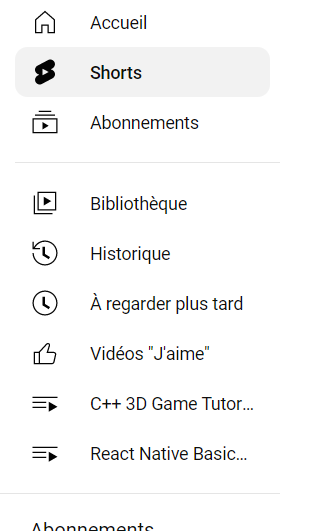 Accueil
Shorts
Abonnements
Bibliothèque
Historique
À regarder plus tard
Vidéos "J'aime"
C++ 3D Game Tutor...
React Native Basic...
Abonnements